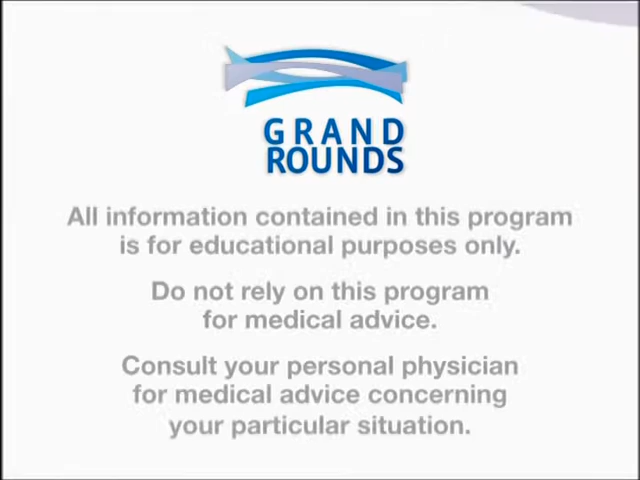 GRAND
ROUNDS
All information contained in this program
is for educational purposes only.
Do not rely on this program
for medical advice.
Consult your personal physician
for medical advice concerning
your particular situation.